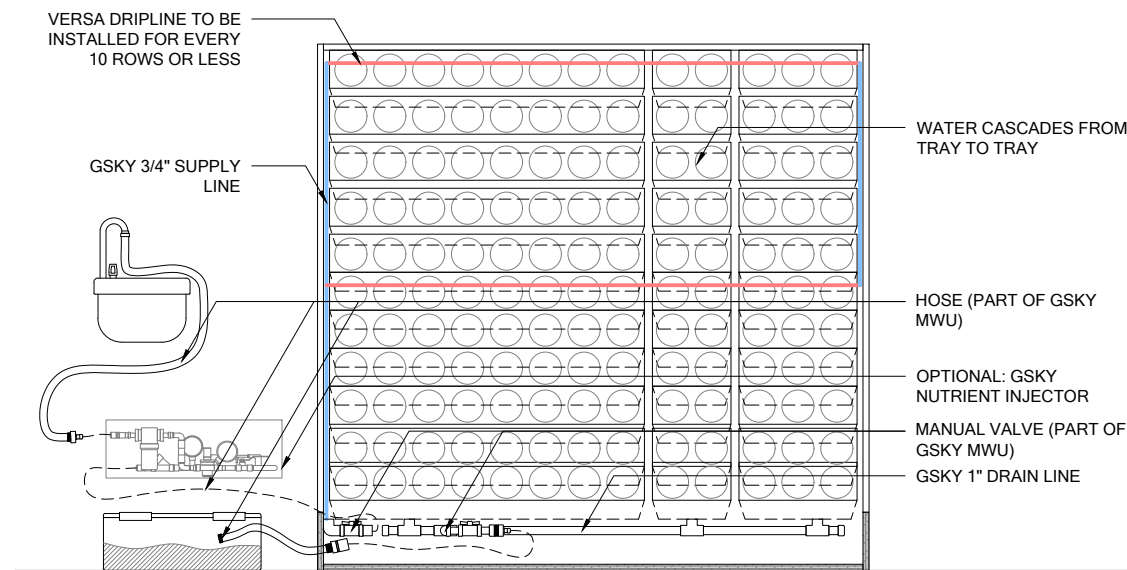 VERSA DRIPLINE TO BE
INSTALLED FOR EVERY
10 ROWS OR LESS
GSKY 3/4" SUPPLY
LINE
WATER CASCADES FROM
TRAY TO TRAY
HOSE (PART OF GSKY
MWU)
OPTIONAL: GSKY
NUTRIENT INJECTOR
MANUAL VALVE (PART OF
GSKY MWU)
GSKY 1" DRAIN LINE